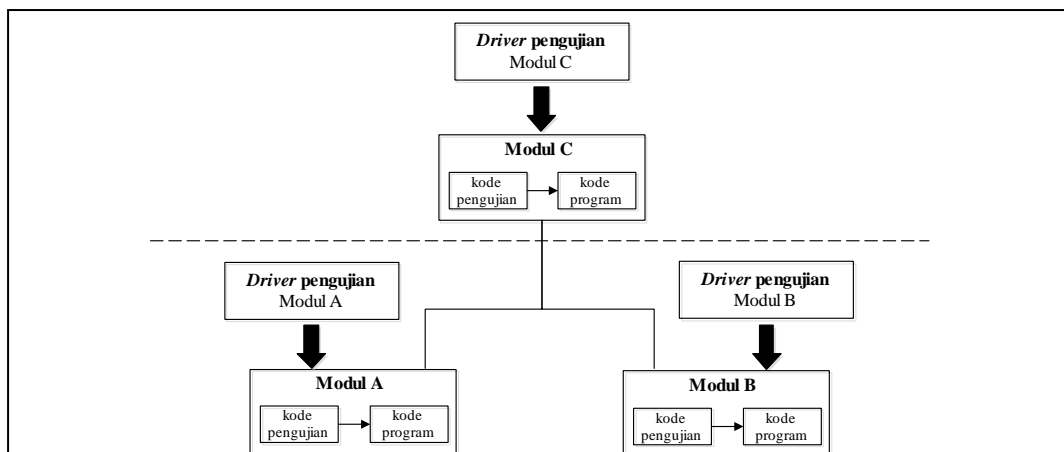 Driver pengujian
Modul C
Modul C
kode
pengujian
kode
program
Driver pengujian
Modul A
Driver pengujian
Modul B
Modul A
kode
pengujian
kode
program
Modul B
kode
pengujian
kode
program